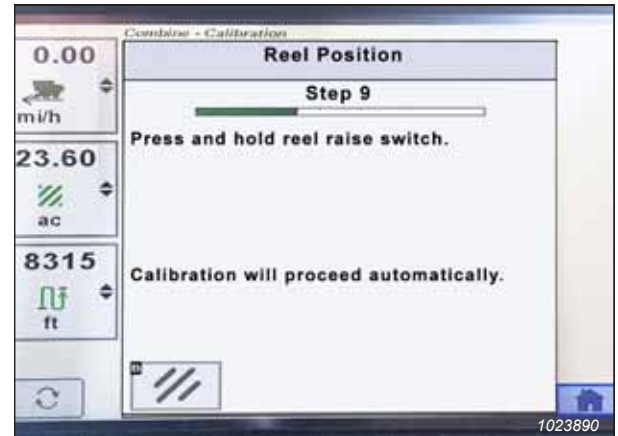 Combine - Calibration
0.00
mi/h
23.60
ac
8315
ft
Reel Position
Step 9
Press and hold reel raise switch.
Calibration will proceed automatically.
1023890